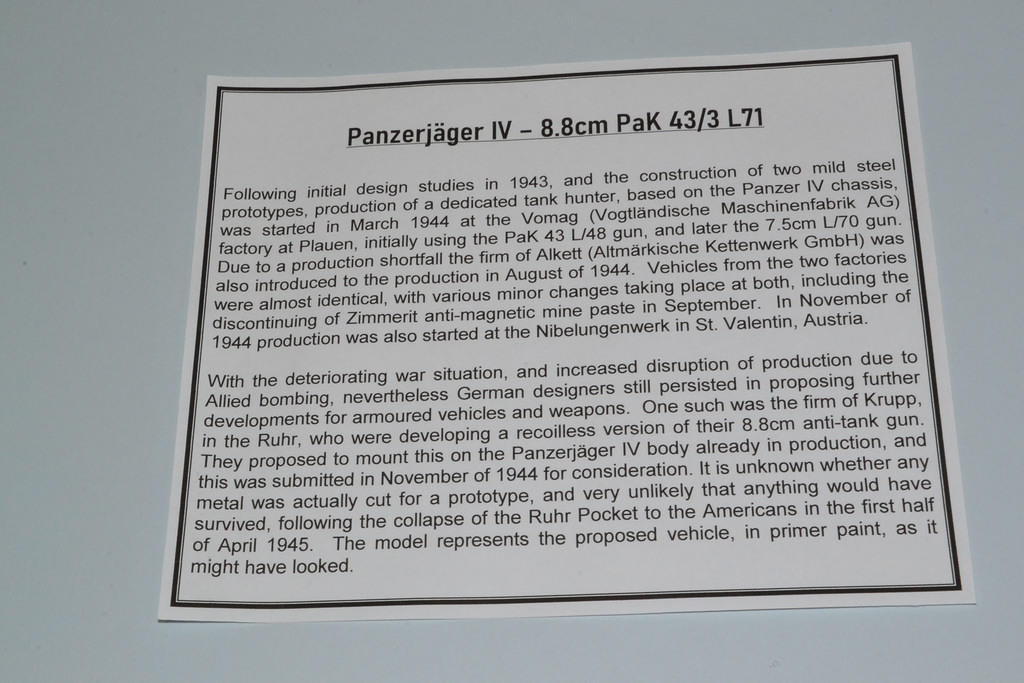 Panzerjäger IV – 8.8cm PaK 43/3 L71
Following initial design studies in 1943, and the construction of two mild steel
prototypes, production of a dedicated tank hunter, based on the Panzer IV chassis,
was started in March 1944 at the Vomag (Vogtländische Maschinenfabrik AG)
factory at Plauen, initially using the PaK 43 L/48 gun, and later the 7.5cm L/70 gun.
Due to a production shortfall the firm of Alkett (Altmärkische Kettenwerk GmbH) was
also introduced to the production in August of 1944. Vehicles from the two factories
were almost identical, with various minor changes taking place at both, including the
discontinuing of Zimmerit anti-magnetic mine paste in September. In November of
1944 production was also started at the Nibelungenwerk in St. Valentin, Austria.
With the deteriorating war situation, and increased disruption of production due to
Allied bombing, nevertheless German designers still persisted in proposing further
developments for armoured vehicles and weapons. One such was the firm of Krupp,
in the Ruhr, who were developing a recoilless version of their 8.8cm anti-tank gun.
They proposed to mount this on the Panzerjäger IV body already in production, and
this was submitted in November of 1944 for consideration. It is unknown whether any
metal was actually cut for a prototype, and very unlikely that anything would have
survived, following the collapse of the Ruhr Pocket to the Americans in the first half
of April 1945. The model represents the proposed vehicle, in primer paint, as it
might have looked.